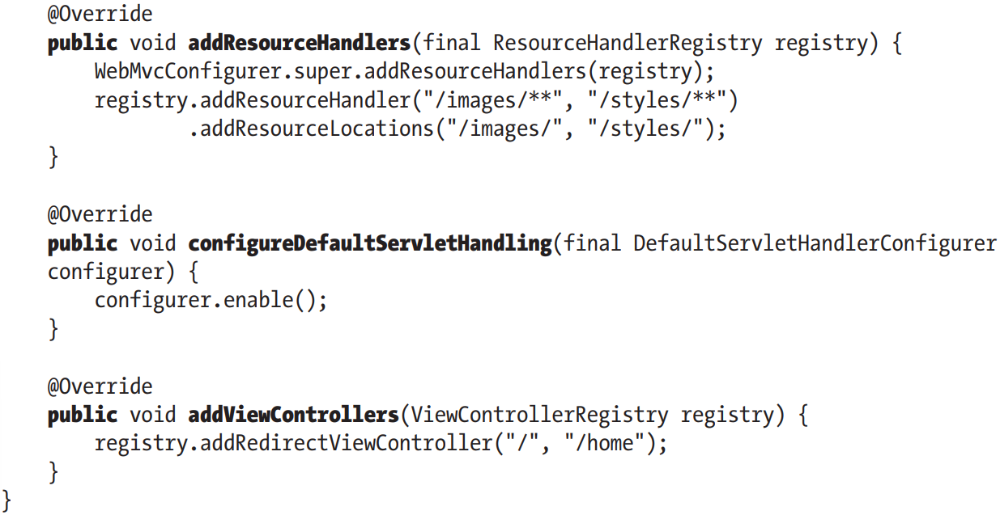 @Override
public void addResourceHandlers(final ResourceHandlerRegistry registry) {
WebMvcConfigurer.super.addResourceHandlers(registry);
registry.addResourceHandler("/images/**", "/styles/**")
.addResourceLocations("/images/", "/styles/");
}
@Override
public void configureDefaultServletHandling(final DefaultServletHandlerConfigurer
configurer) {
configurer.enable();
}
@Override
public void addViewControllers(ViewControllerRegistry registry) {
registry.addRedirectViewController("/", "/home");
}
}